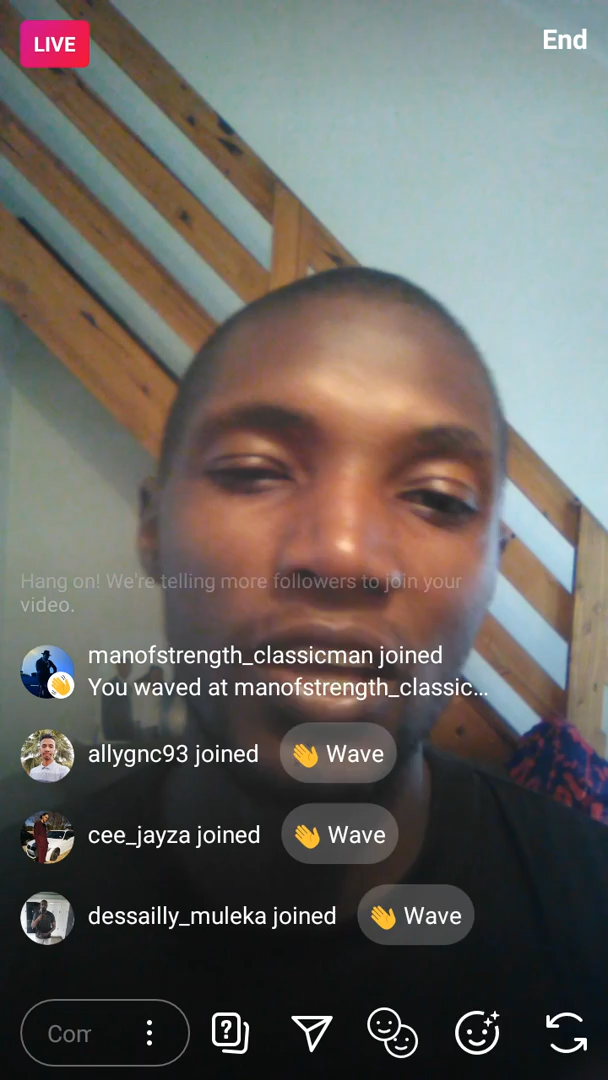 LIVE
End
Hang on! We're telling more followers to join your
video.
manofstrength_classicman joined
You waved at manofstrength_classic...
allygnc93 joined
Wave
cee_jayza joined
Wave
dessailly_muleka joined
Wave
Com